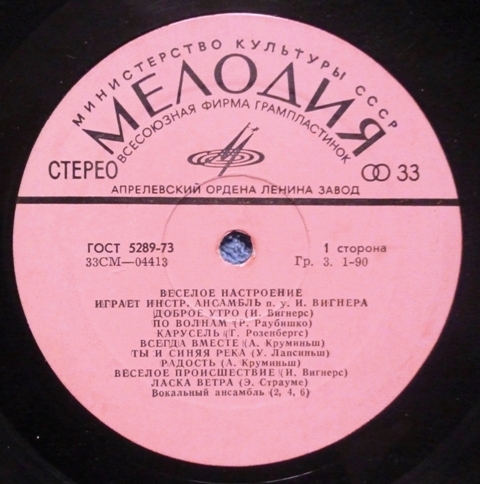 МИНИСТЕРСТВО КУЛЬТУРЫ СССР
МЕЛОДИЯ
ВСЕСОЮЗНАЯ ФИРМА ГРАМПЛАСТИНОК
СТЕРЕО
33
АПРЕЛЕВСКИЙ ОРДЕНА ЛЕНИНА ЗАВОД
ГОСТ 5289-73
1 сторона
33СМ—04413
Гр. 3. 1-90
ВЕСЕЛОЕ НАСТРОЕНИЕ
ИГРАЕТ ИНСТР. АНСАМБЛЬ п. у. И. ВИГНЕРА
ДОБРОЕ УТРО (И. Вигнерс)
ПО ВОЛНАМ (Р. Раубишко)
КАРУСЕЛЬ (Г. Розенбергс)
ВСЕГДА ВМЕСТЕ (А. Круминьш)
ТЫ И СИНЯЯ РЕКА (У. Лапсиньш)
РАДОСТЬ (А. Круминьш)
ВЕСЕЛОЕ ПРОИСШЕСТВИЕ (И. Вигнерс)
ЛАСКА ВЕТРА (Э. Страуме)
Вокальный ансамбль (2, 4, 6)